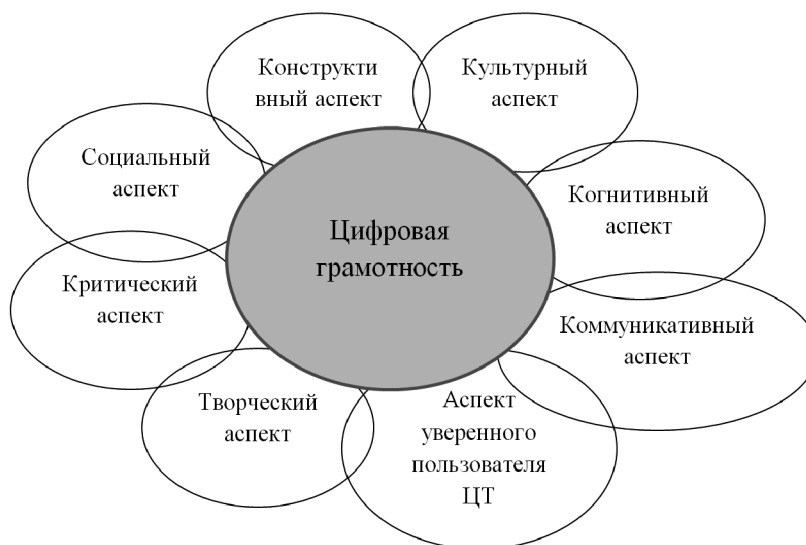 Конструкти
вный аспект
Культурный
аспект
Социальный
аспект
Когнитивный
аспект
Цифровая
грамотность
Критический
аспект
Коммуникативный
аспект
Творческий
аспект
Аспект
уверенного
пользователя
ЦТ